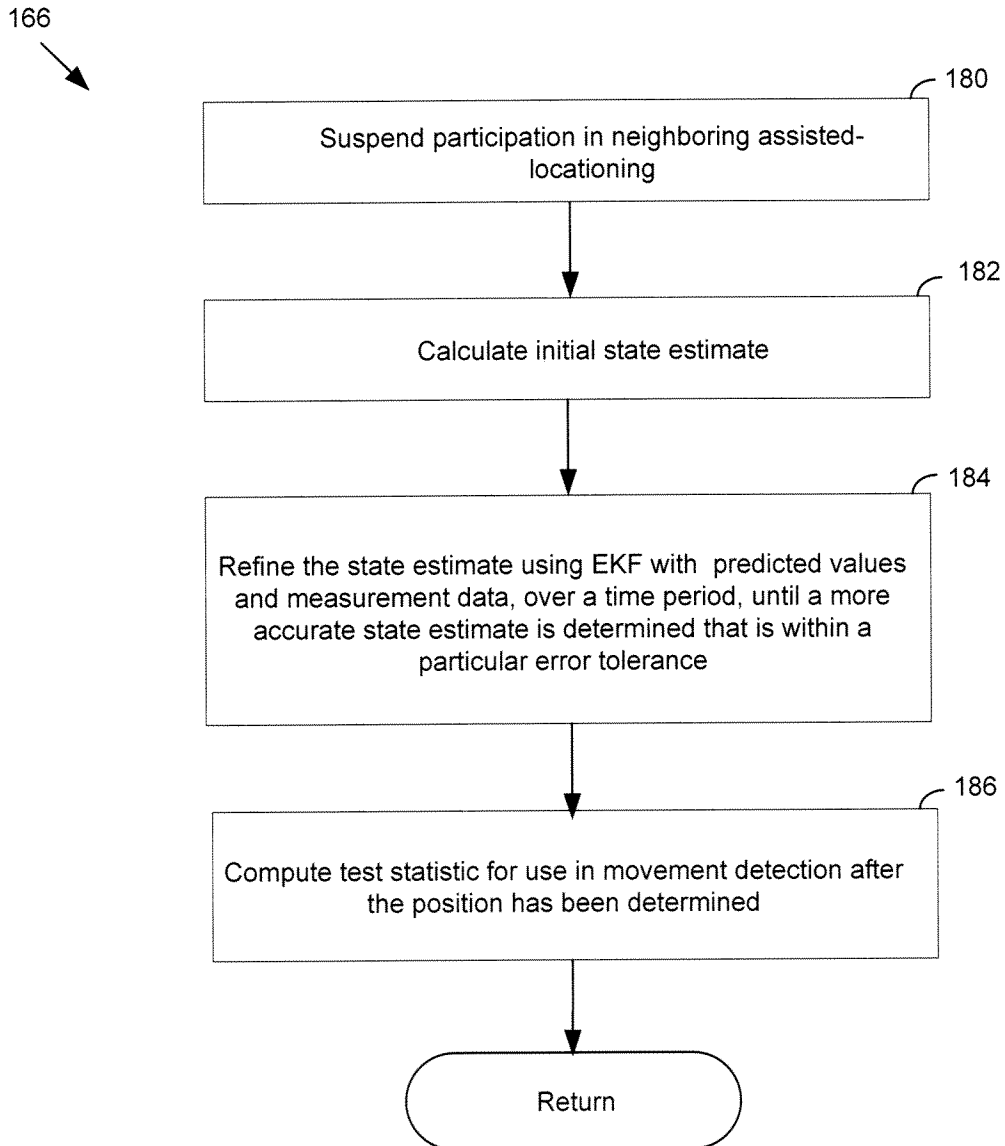 166
180
Suspend participation in neighboring assisted-
locationing
182
Calculate initial state estimate
184
Refine the state estimate using EKF with predicted values
and measurement data, over a time period, until a more
accurate state estimate is determined that is within a
particular error tolerance
186
Compute test statistic for use in movement detection after
the position has been determined
Return